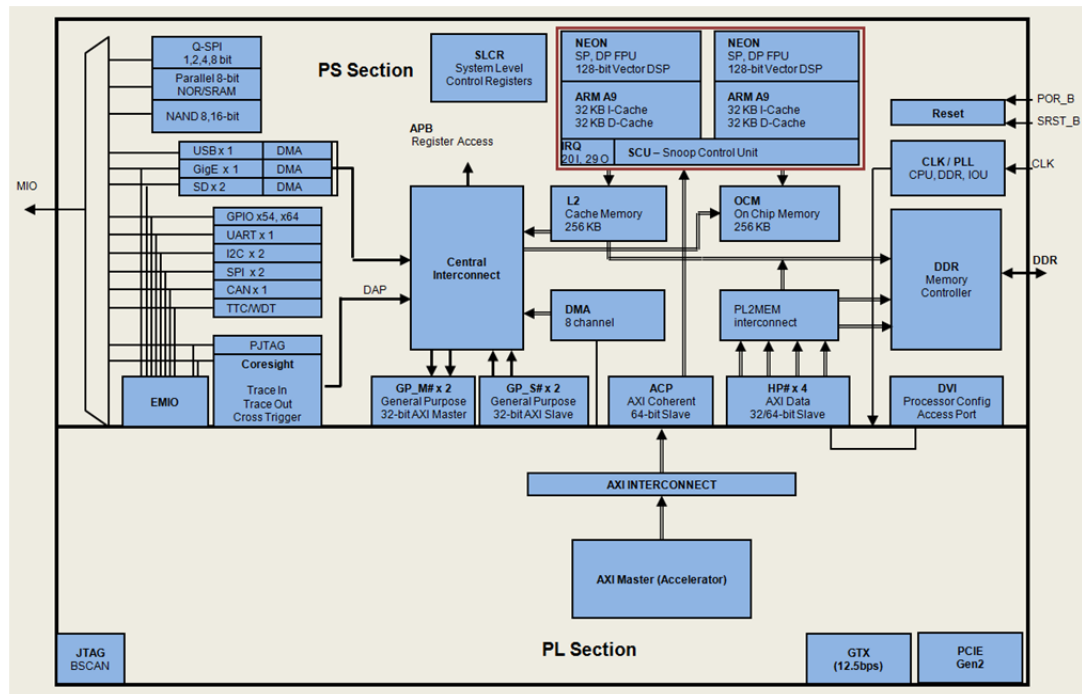 Q-SPI
1,2,4,8 bit
Parallel 8-bit
NOR/SRAM
NAND 8,16-bit
PS Section
SLCR
System Level
Control Registers
NEON
SP, DP FPU
128-bit Vector DSP
NEON
SP, DP FPU
128-bit Vector DSP
ARM A9
32 KB I-Cache
32 KB D-Cache
ARM A9
32 KB I-Cache
32 KB D-Cache
IRQ
20 I, 29 O
SCU – Snoop Control Unit
POR_B
Reset
SRST_B
CLK / PLL
CPU, DDR, IOU
CLK
APB
Register Access
USB x 1
DMA
GigE x 1
DMA
SD x 2
DMA
MIO
GPIO x54, x64
UART x 1
I2C x 2
SPI x 2
CAN x 1
TTC/WDT
L2
Cache Memory
256 KB
OCM
On Chip Memory
256 KB
Central
Interconnect
DDR
Memory
Controller
DDR
DAP
DMA
8 channel
PL2MEM
interconnect
PJTAG
Coresight
Trace In
Trace Out
Cross Trigger
EMIO
GP_M# x 2
General Purpose
32-bit AXI Master
GP_S# x 2
General Purpose
32-bit AXI Slave
ACP
AXI Coherent
64-bit Slave
HP# x 4
AXI Data
32/64-bit Slave
DVI
Processor Config
Access Port
AXI INTERCONNECT
AXI Master (Accelerator)
PL Section
JTAG
BSCAN
GTX
(12.5bps)
PCIE
Gen2